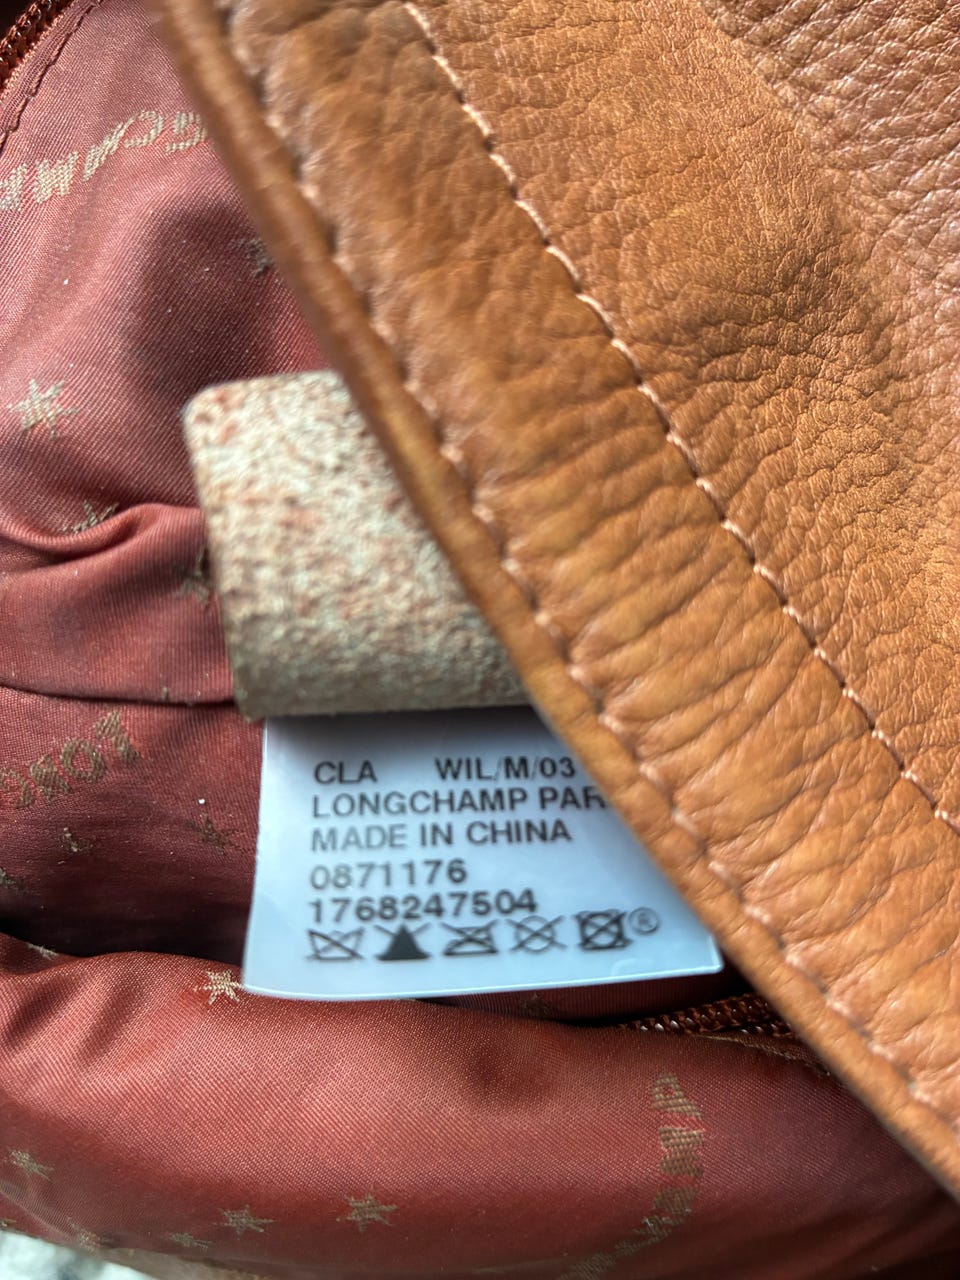 CLA WIL/M/03
LONGCHAMP PAR
MADE IN CHINA
0871176
1768247504